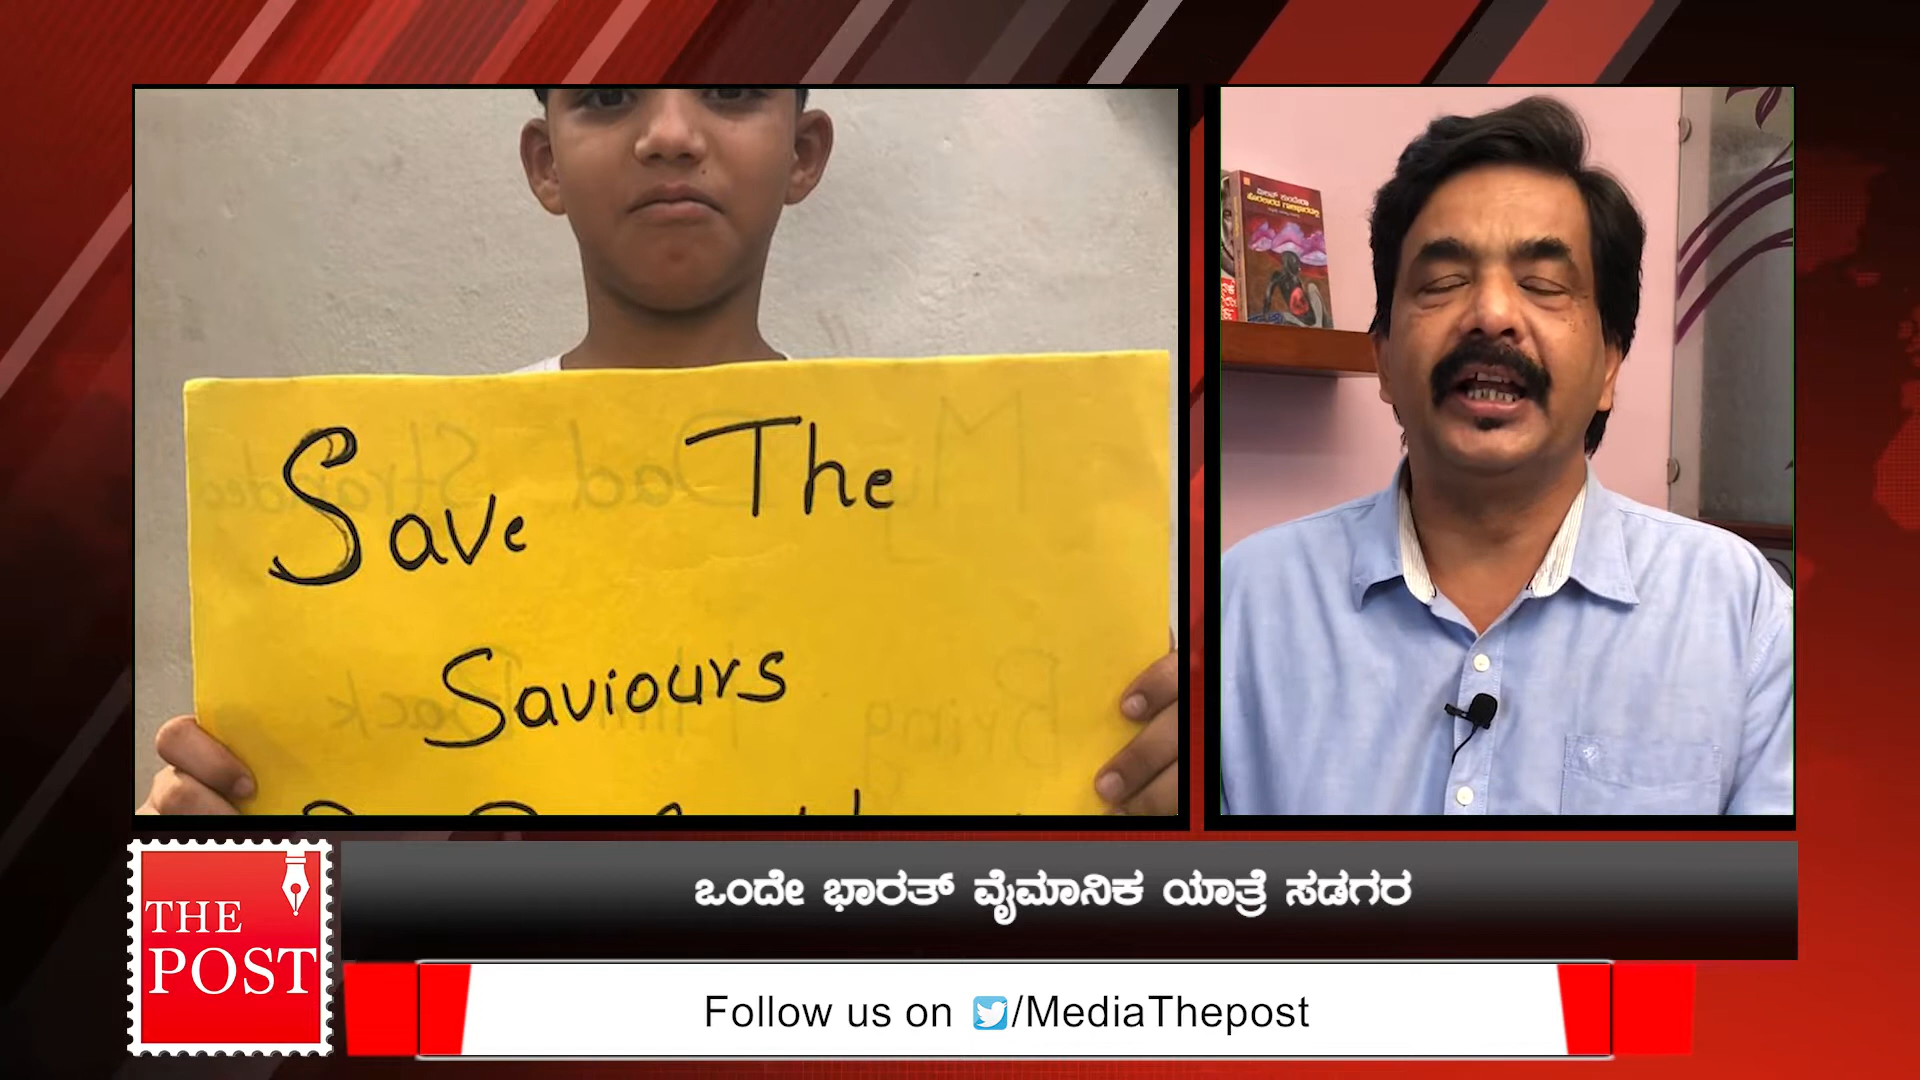 Save The
Saviours
ಒಂದೇ ಭಾರತ್ ವೈಮಾನಿಕ ಯಾತ್ರೆ ಸಡಗರ
THE
POST
Follow us on /MediaThepost